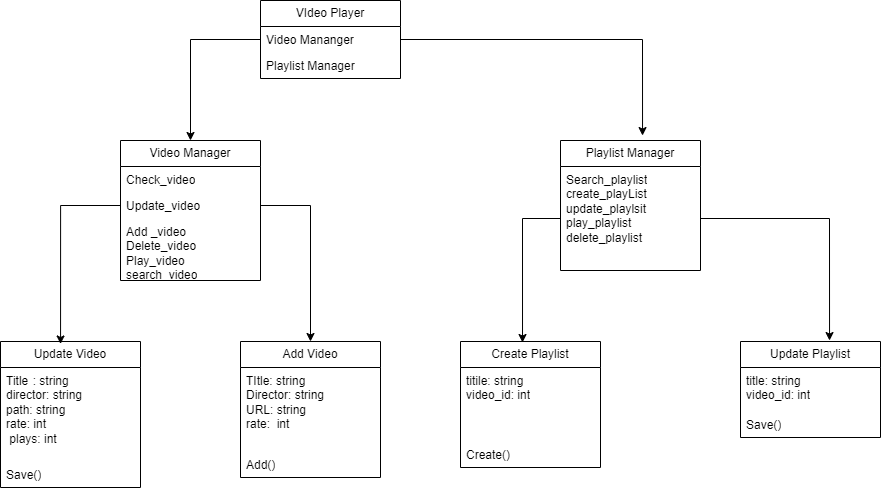 VIdeo Player
Video Mananger
Playlist Manager
Video Manager
Check_video
Update_video
Add _video
Delete_video
Play_video
search_video
Playlist Manager
Search_playlist
create_playList
update_playlsit
play_playlist
delete_playlist
Update Video
Title : string
director: string
path: string
rate: int
plays: int
Save()
Add Video
TItle: string
Director: string
URL: string
rate: int
Add()
Create Playlist
titile: string
video_id: int
Create()
Update Playlist
title: string
video_id: int
Save()